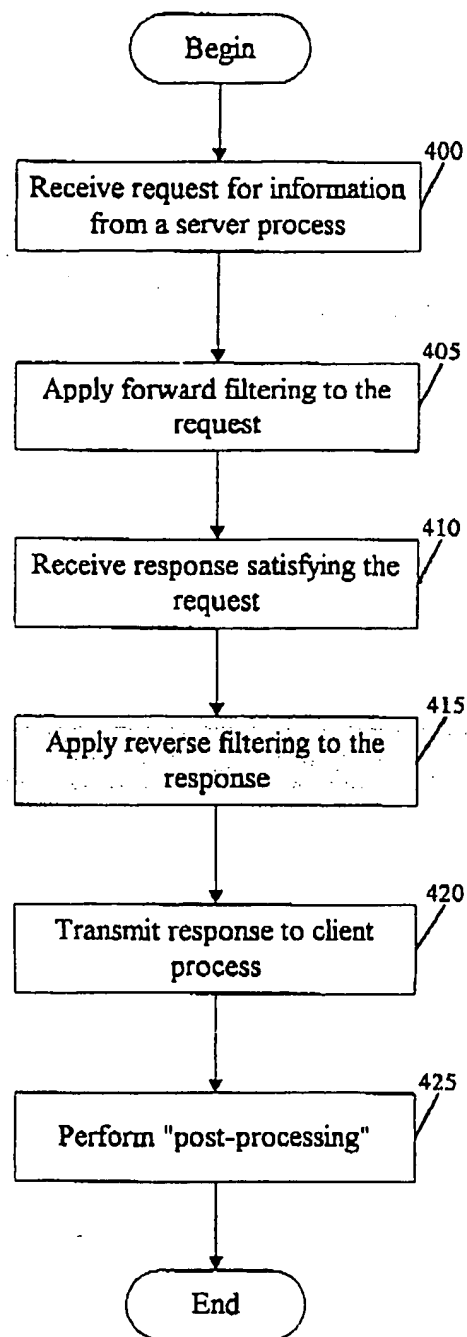 Begin
400
Receive request for information
from a server process
405
Apply forward filtering to the
request
410
Receive response satisfying the
request
415
Apply reverse filtering to the
response
420
Transmit response to client
process
425
Perform "post-processing"
End